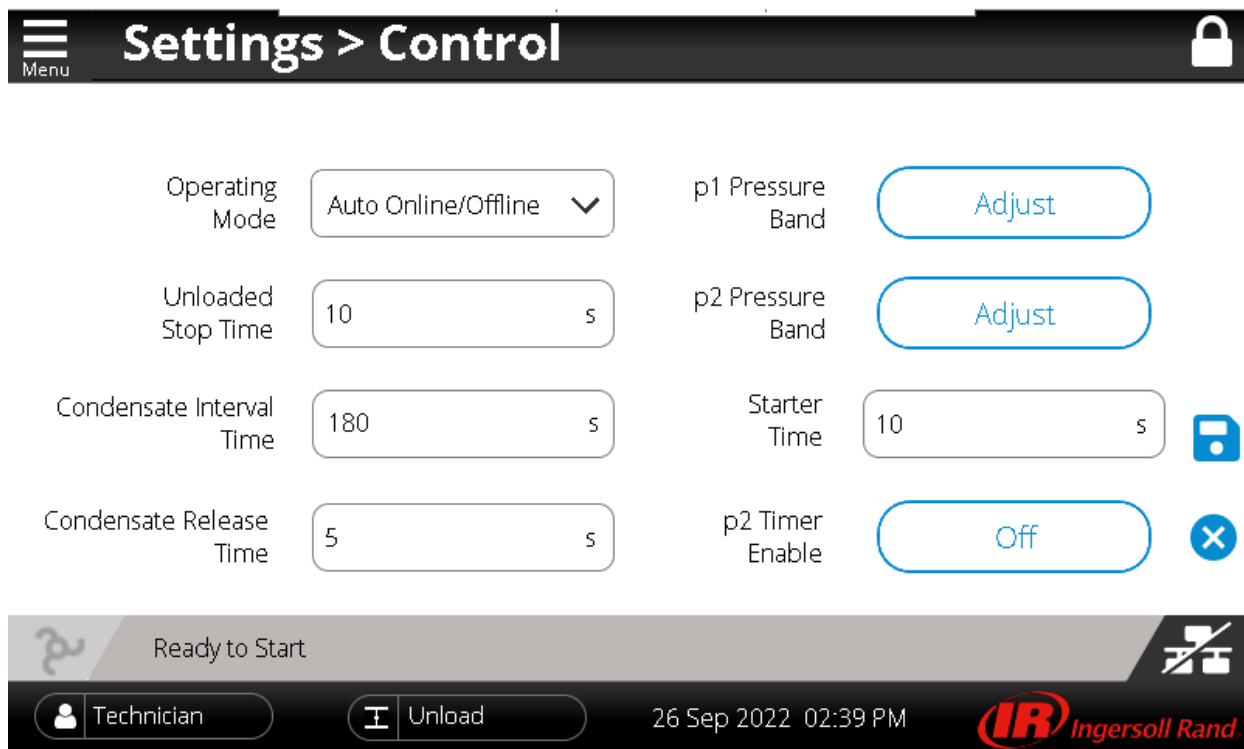 Menu
Settings > Control
Operating
Mode
Auto Online/Offline
p1 Pressure
Band
Adjust
Unloaded
Stop Time
10 s
p2 Pressure
Band
Adjust
Condensate Interval
Time
180 s
Starter
Time
10 s
Condensate Release
Time
5 s
p2 Timer
Enable
Off
Ready to Start
Technician
Unload
26 Sep 2022 02:39 PM
IR Ingersoll Rand